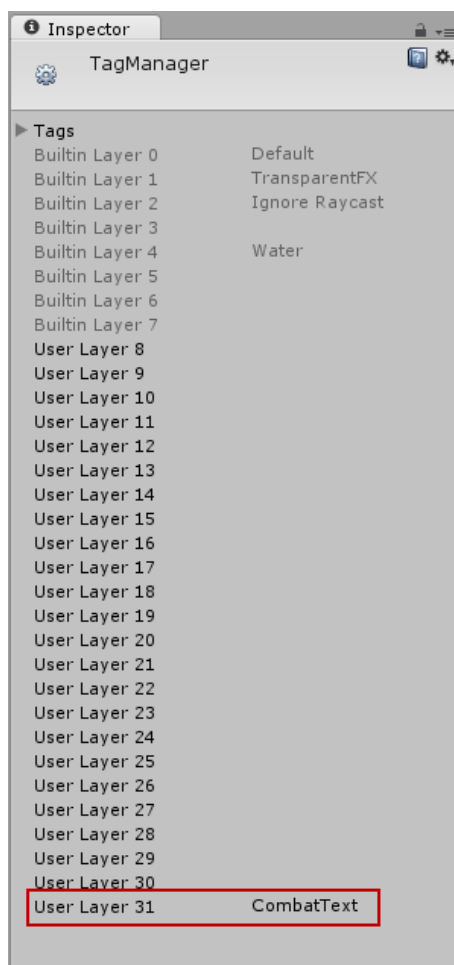 Inspector
TagManager
Tags
Builtin Layer 0 Default
Builtin Layer 1 TransparentFX
Builtin Layer 2 Ignore Raycast
Builtin Layer 3
Builtin Layer 4 Water
Builtin Layer 5
Builtin Layer 6
Builtin Layer 7
User Layer 8
User Layer 9
User Layer 10
User Layer 11
User Layer 12
User Layer 13
User Layer 14
User Layer 15
User Layer 16
User Layer 17
User Layer 18
User Layer 19
User Layer 20
User Layer 21
User Layer 22
User Layer 23
User Layer 24
User Layer 25
User Layer 26
User Layer 27
User Layer 28
User Layer 29
User Layer 30
User Layer 31 CombatText